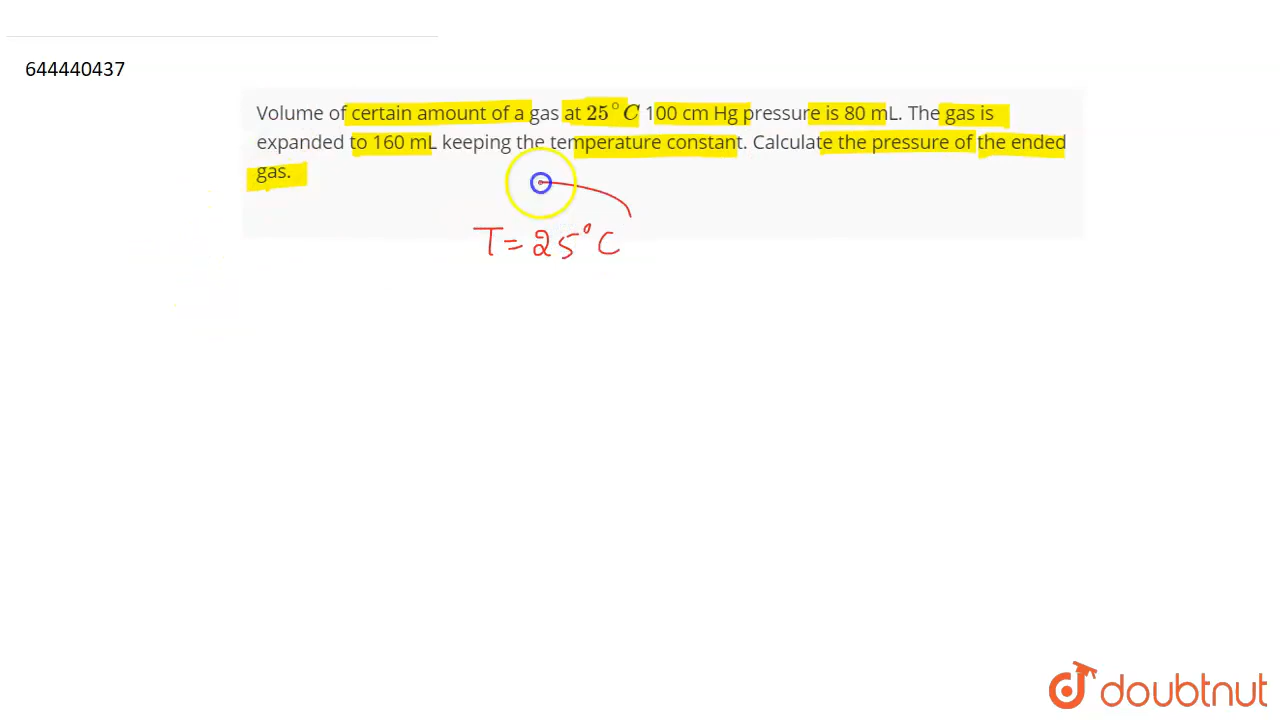 644440437
Volume of certain amount of a gas at 25°C 100 cm Hg pressure is 80 mL. The gas is
expanded to 160 mL keeping the temperature constant. Calculate the pressure of the ended
gas.
T = 25°C
doubtnut